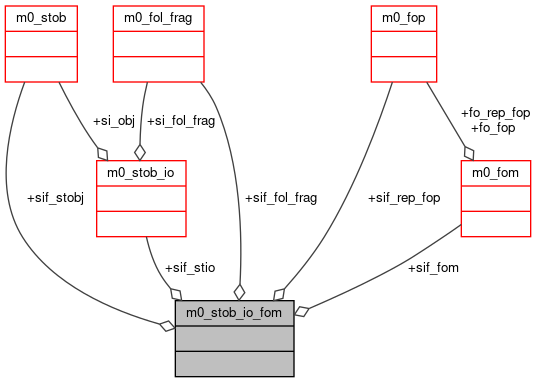 m0_stob
m0_fol_frag
m0_fop
+si_obj
+si_fol_frag
+fo_rep_fop
+fo_fop
m0_stob_io
m0_fom
+sif_stobj
+sif_fol_frag
+sif_rep_fop
+sif_stio
+sif_fom
m0_stob_io_fom